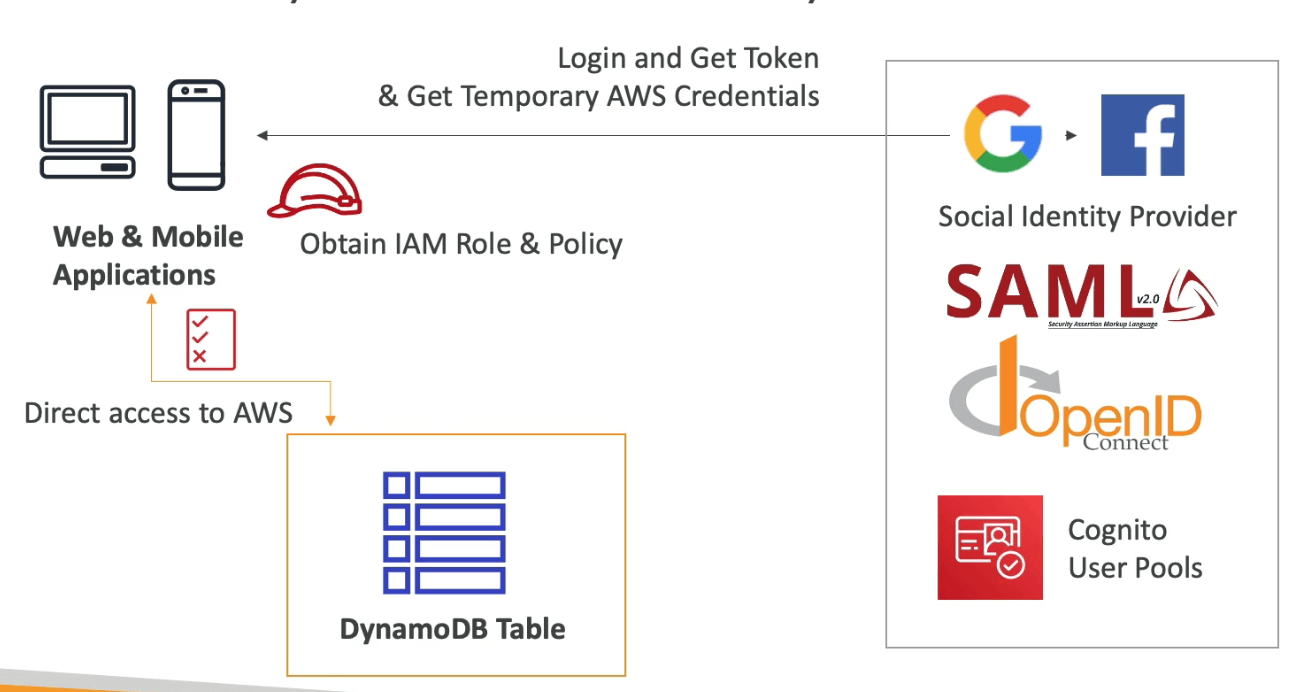 Login and Get Token
& Get Temporary AWS Credentials
Social Identity Provider
Web & Mobile
Applications
Obtain IAM Role & Policy
SAML
v2.0
Security Assertion Markup Language
OpenID
Connect
Direct access to AWS
Cognito
User Pools
DynamoDB Table